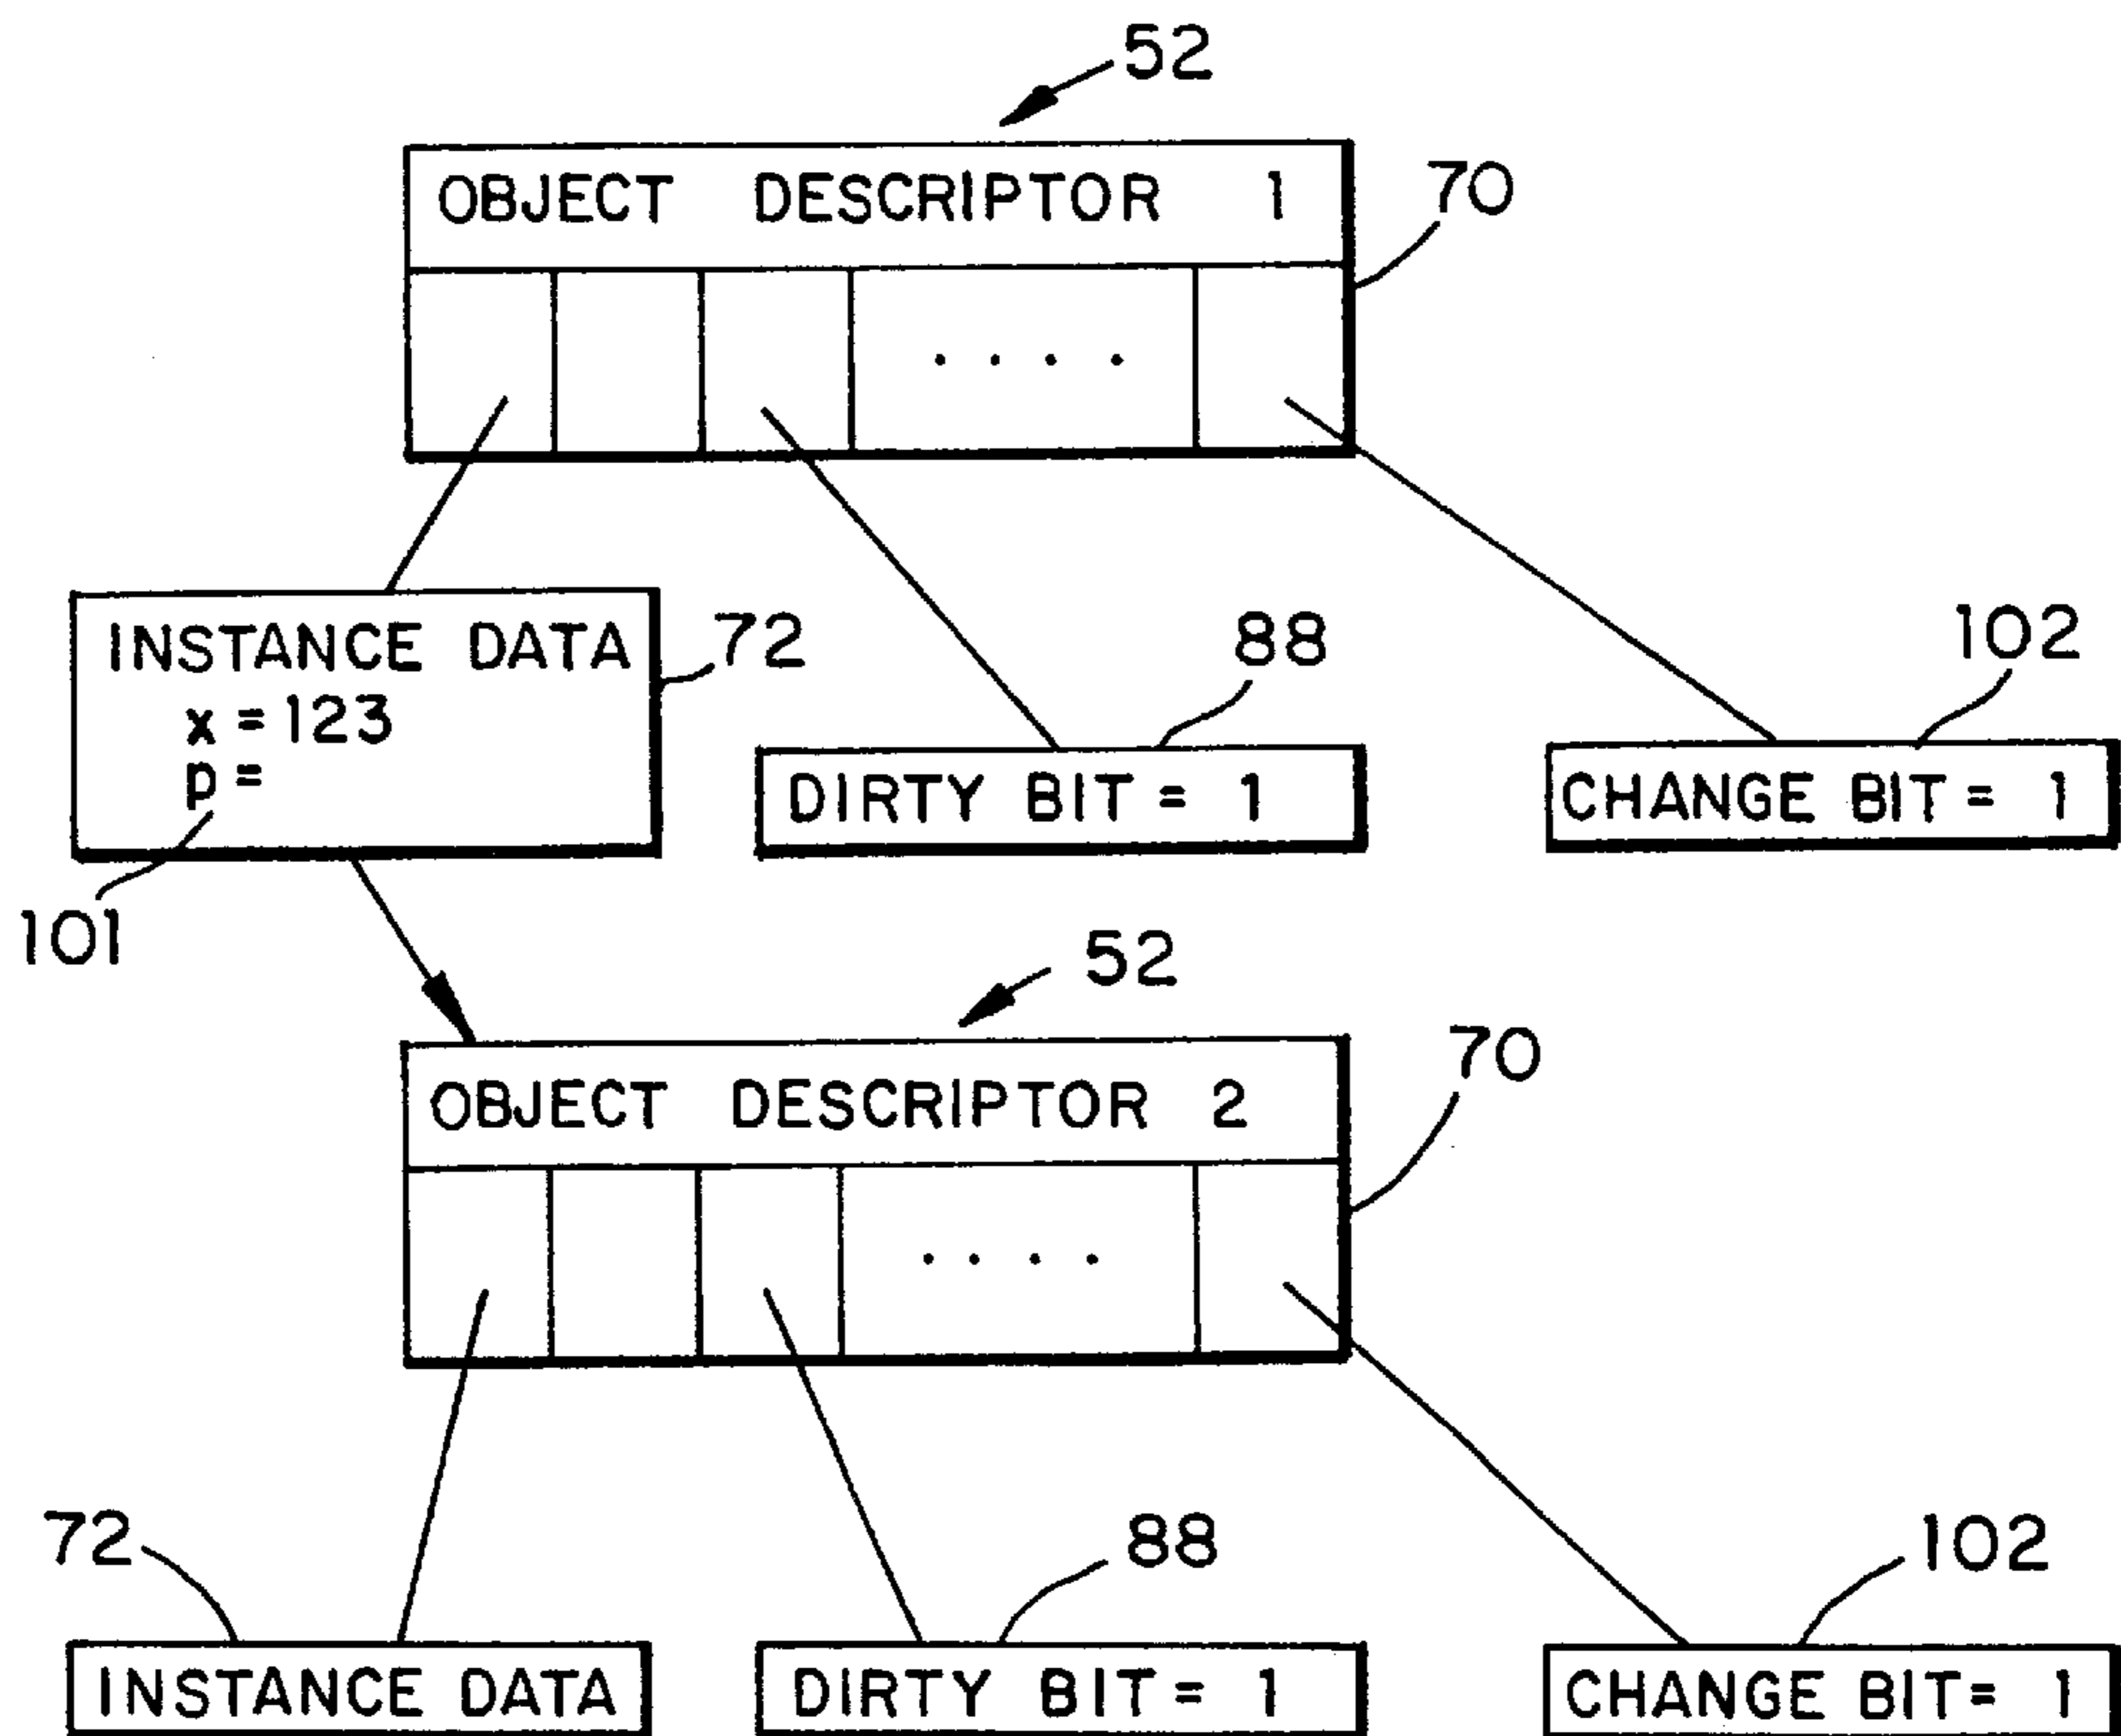 52
OBJECT DESCRIPTOR 1
70
INSTANCE DATA
x = 123
p =
72
88
DIRTY BIT = 1
102
CHANGE BIT = 1
101
52
OBJECT DESCRIPTOR 2
70
72
INSTANCE DATA
88
DIRTY BIT = 1
102
CHANGE BIT = 1